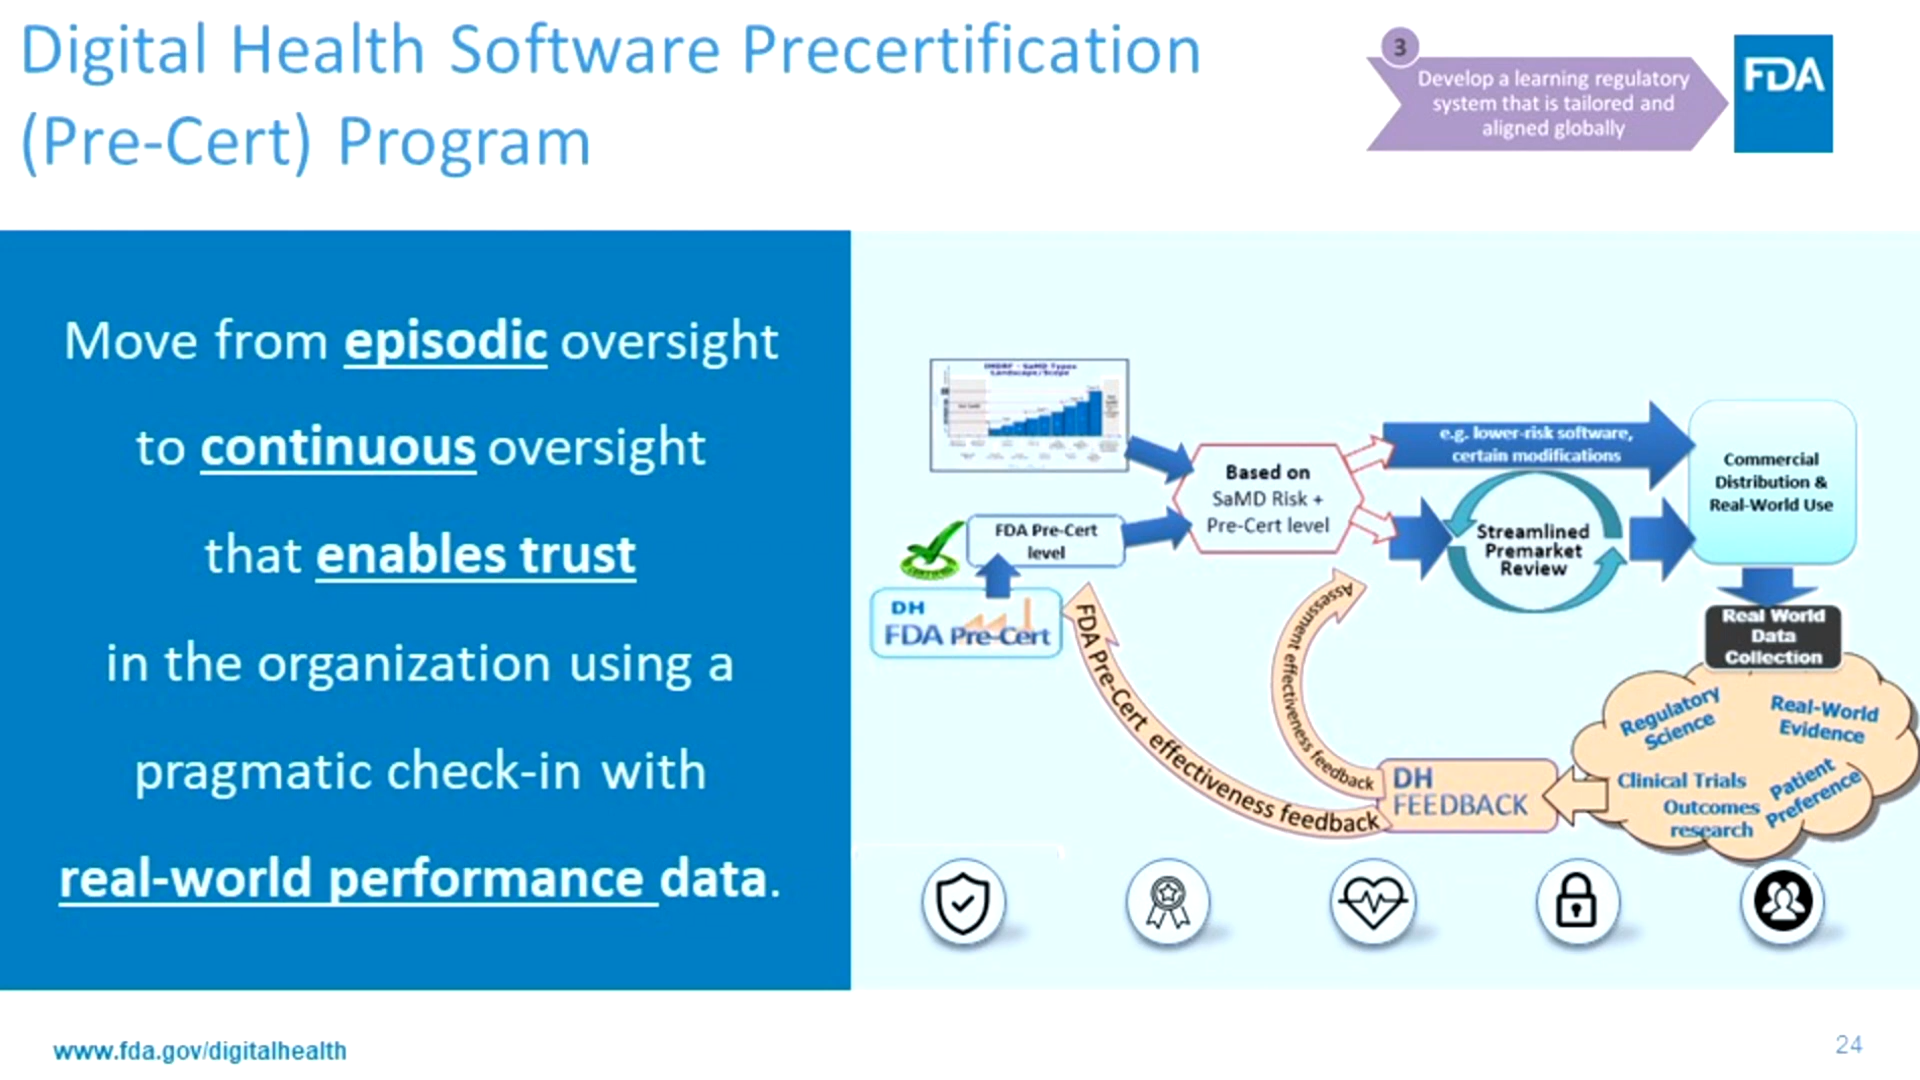 Digital Health Software Precertification
(Pre-Cert) Program
3
Develop a learning regulatory
system that is tailored and
aligned globally
FDA
Move from episodic oversight
to continuous oversight
that enables trust
in the organization using a
pragmatic check-in with
real-world performance data.
IMDRF - SaMD Types
Landscape/Scope
FDA Pre-Cert
level
DH
FDA Pre-Cert
Based on
SaMD Risk +
Pre-Cert level
e.g. lower-risk software,
certain modifications
Streamlined
Premarket
Review
Commercial
Distribution &
Real-World Use
Real World
Data
Collection
Regulatory
Science
Real-World
Evidence
Clinical Trials
Patient
Preference
Outcomes
research
DH
FEEDBACK
Assessment effectiveness feedback
FDA Pre-Cert effectiveness feedback
www.fda.gov/digitalhealth
24